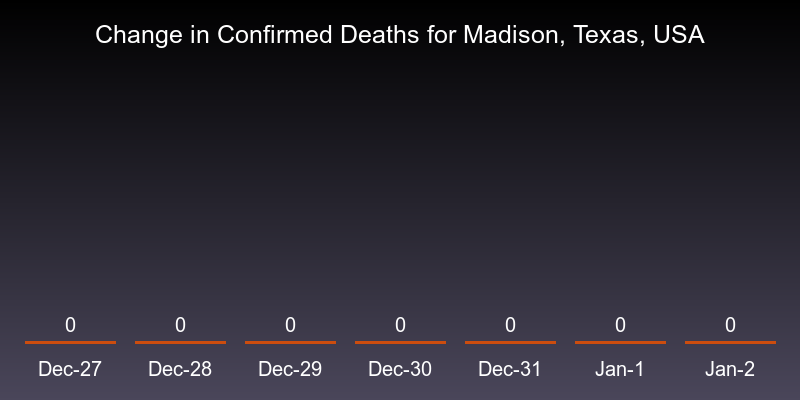 Change in Confirmed Deaths for Madison, Texas, USA
0 0 0 0 0 0 0
Dec-27 Dec-28 Dec-29 Dec-30 Dec-31 Jan-1 Jan-2